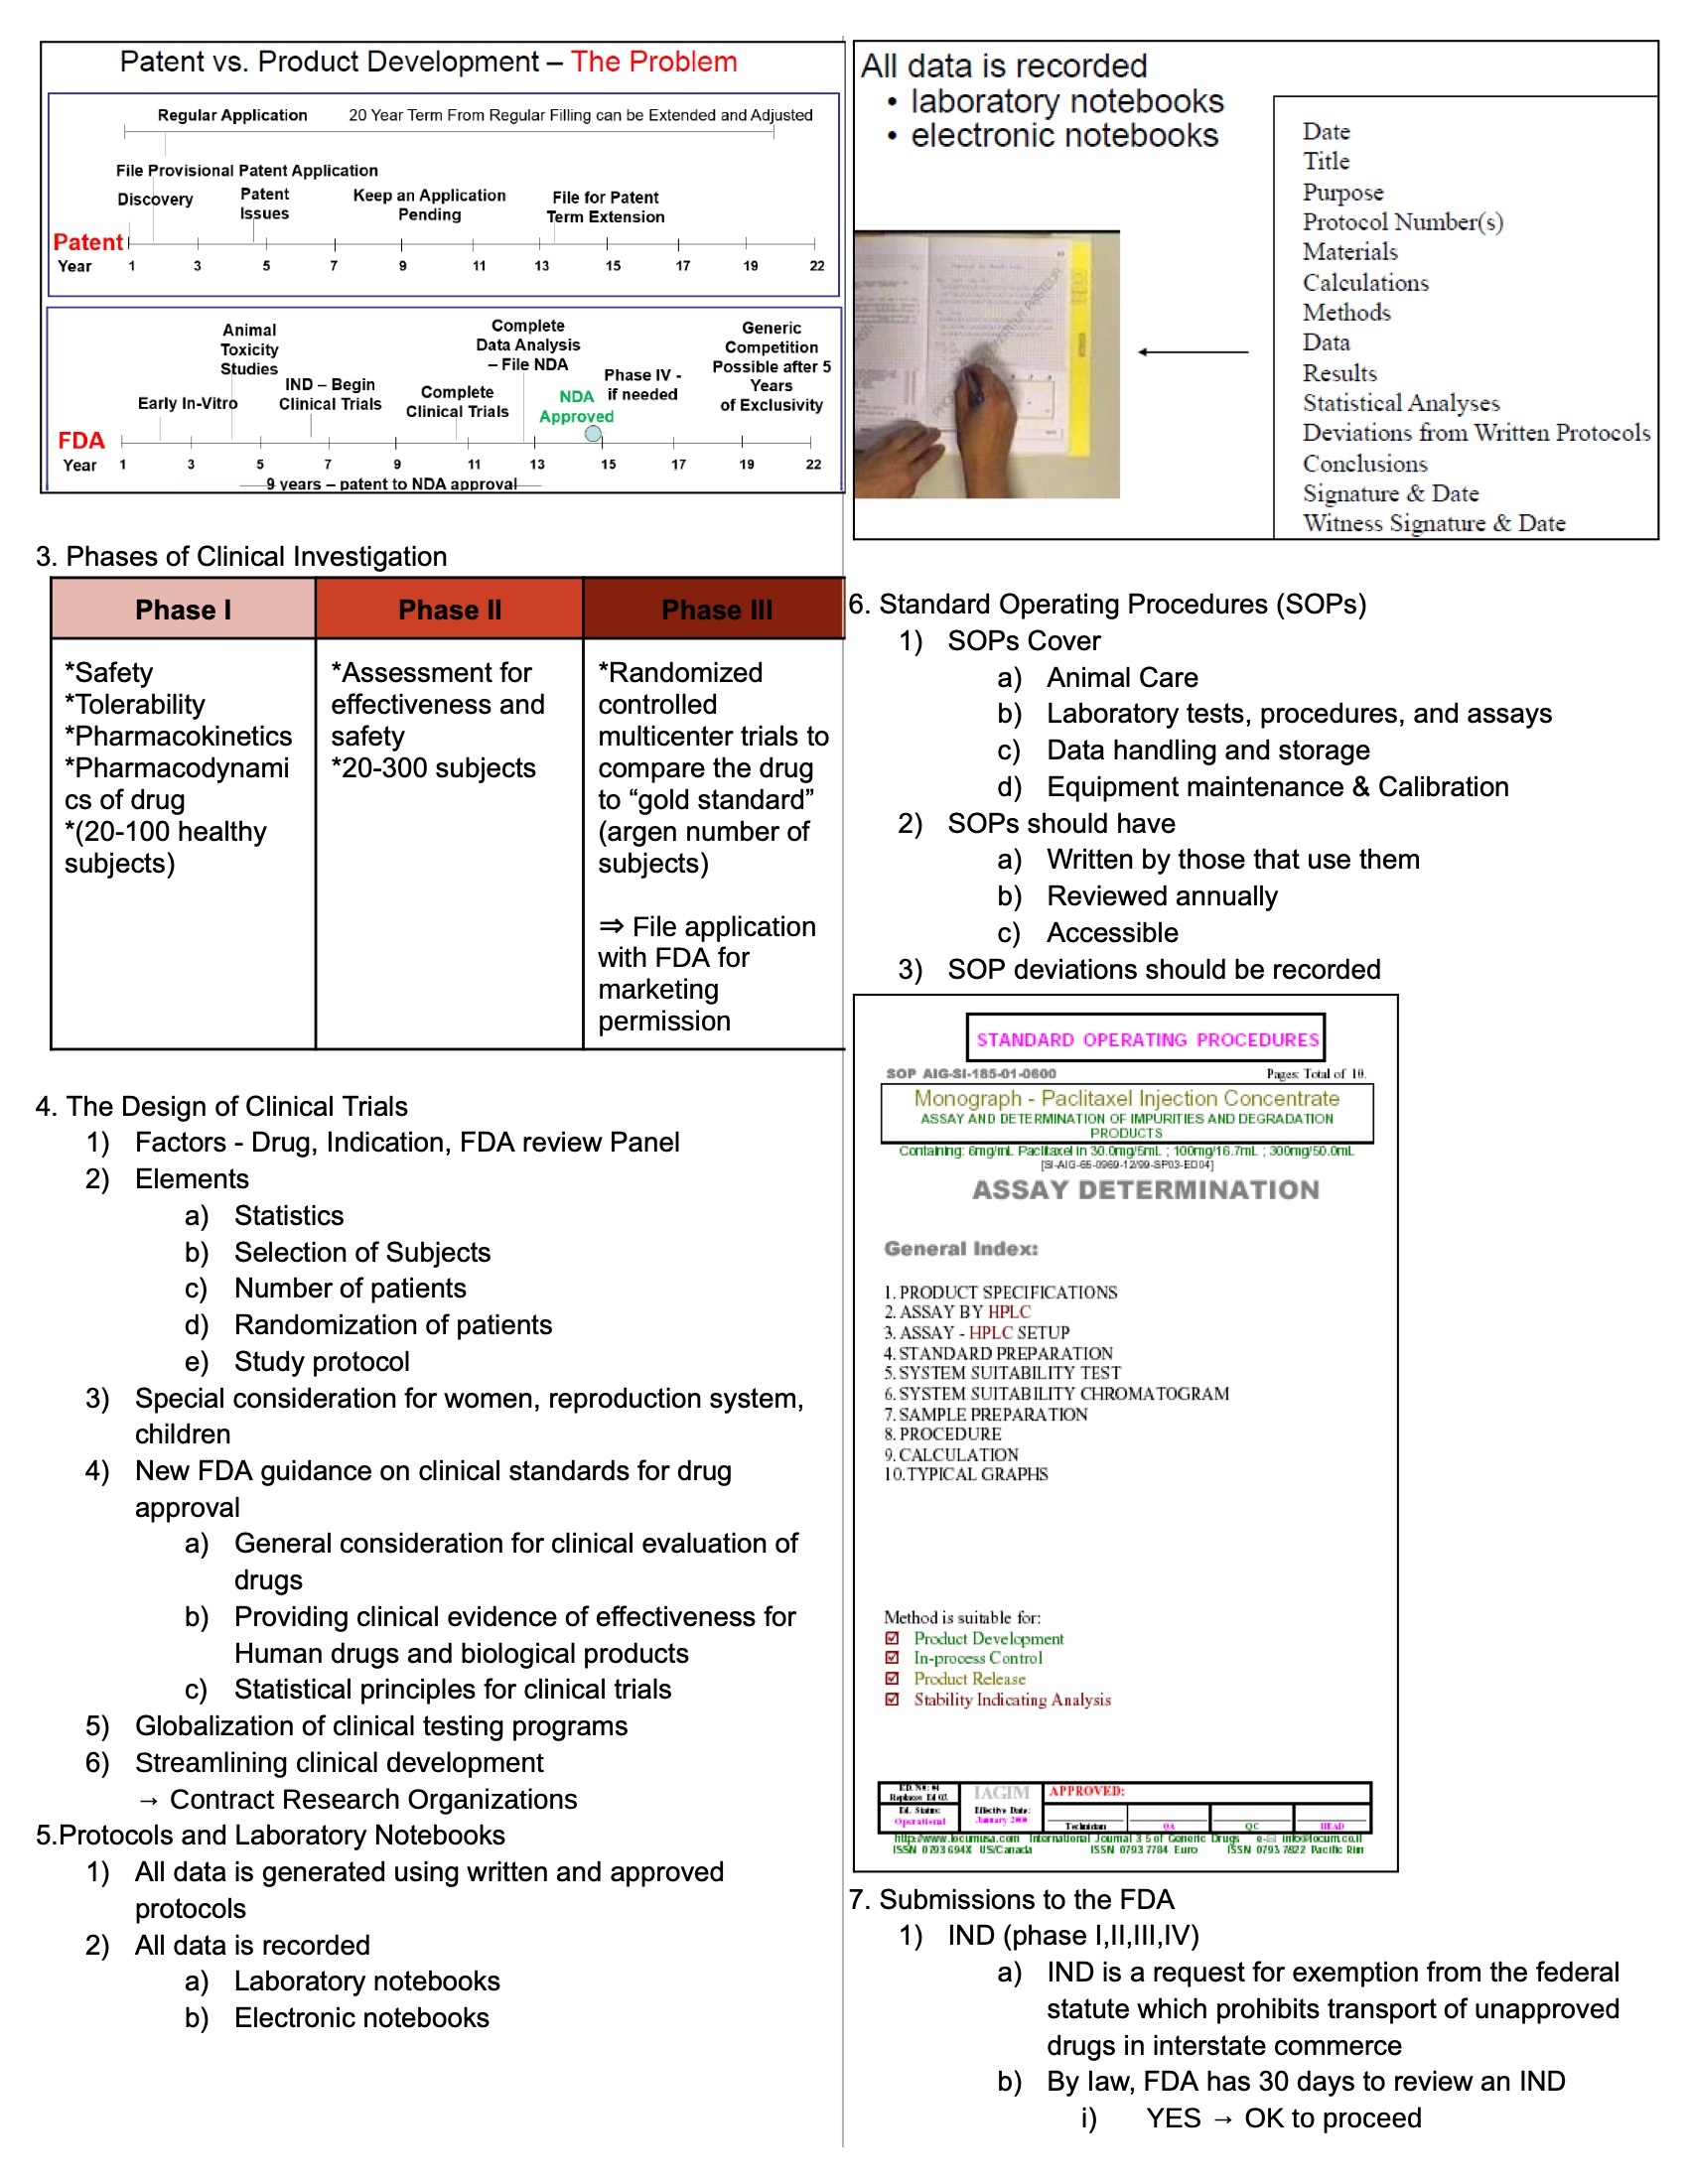 Patent vs. Product Development – The Problem
Regular Application 20 Year Term From Regular Filling can be Extended and Adjusted
File Provisional Patent Application
Discovery
Patent
Issues
Keep an Application
Pending
File for Patent
Term Extension
Patent
Year 1 3 5 7 9 11 13 15 17 19 22
Animal
Toxicity
Studies
Early In-Vitro
IND – Begin
Clinical Trials
Complete
Clinical Trials
Complete
Data Analysis
– File NDA
NDA
Approved
Phase IV -
if needed
Generic
Competition
Possible after 5
Years
of Exclusivity
FDA
Year 1 3 5 7 9 11 13 15 17 19 22
9 years – patent to NDA approval
3. Phases of Clinical Investigation
Phase I
*Safety
*Tolerability
*Pharmacokinetics
*Pharmacodynami
cs of drug
*(20-100 healthy
subjects)
Phase II
*Assessment for
effectiveness and
safety
*20-300 subjects
Phase III
*Randomized
controlled
multicenter trials to
compare the drug
to “gold standard”
(argen number of
subjects)
⇒ File application
with FDA for
marketing
permission
4. The Design of Clinical Trials
1) Factors - Drug, Indication, FDA review Panel
2) Elements
a) Statistics
b) Selection of Subjects
c) Number of patients
d) Randomization of patients
e) Study protocol
3) Special consideration for women, reproduction system,
children
4) New FDA guidance on clinical standards for drug
approval
a) General consideration for clinical evaluation of
drugs
b) Providing clinical evidence of effectiveness for
Human drugs and biological products
c) Statistical principles for clinical trials
5) Globalization of clinical testing programs
6) Streamlining clinical development
→ Contract Research Organizations
5.Protocols and Laboratory Notebooks
1) All data is generated using written and approved
protocols
2) All data is recorded
a) Laboratory notebooks
b) Electronic notebooks
All data is recorded
• laboratory notebooks
• electronic notebooks
Date
Title
Purpose
Protocol Number(s)
Materials
Calculations
Methods
Data
Results
Statistical Analyses
Deviations from Written Protocols
Conclusions
Signature & Date
Witness Signature & Date
6. Standard Operating Procedures (SOPs)
1) SOPs Cover
a) Animal Care
b) Laboratory tests, procedures, and assays
c) Data handling and storage
d) Equipment maintenance & Calibration
2) SOPs should have
a) Written by those that use them
b) Reviewed annually
c) Accessible
3) SOP deviations should be recorded
STANDARD OPERATING PROCEDURES
SOP AIG-SI-185-01-0600 Pages: Total of 10.
Monograph - Paclitaxel Injection Concentrate
ASSAY AND DETERMINATION OF IMPURITIES AND DEGRADATION
PRODUCTS
Containing: 6mg/mL Paclitaxel in 30.0mg/5mL ; 100mg/16.7mL ; 300mg/50.0mL
[SI-AIG-65-0969-12/99-SP03-ED04]
ASSAY DETERMINATION
General Index:
1. PRODUCT SPECIFICATIONS
2. ASSAY BY HPLC
3. ASSAY - HPLC SETUP
4. STANDARD PREPARATION
5. SYSTEM SUITABILITY TEST
6. SYSTEM SUITABILITY CHROMATOGRAM
7. SAMPLE PREPARATION
8. PROCEDURE
9. CALCULATION
10.TYPICAL GRAPHS
Method is suitable for:
Product Development
In-process Control
Product Release
Stability Indicating Analysis
ED. N#: 04
Replaces Ed 03.
Ed. Status:
Operational
IAGIM
Effective Date:
January 2000
APPROVED:
Technician QA QC HEAD
http://www.locumusa.com International Journal of Generic Drugs info@locum.co.il
ISSN 0793 694X US/Canada ISSN 0793 7784 Euro ISSN 0793 7822 Pacific Rim
7. Submissions to the FDA
1) IND (phase I,II,III,IV)
a) IND is a request for exemption from the federal
statute which prohibits transport of unapproved
drugs in interstate commerce
b) By law, FDA has 30 days to review an IND
i) YES → OK to proceed